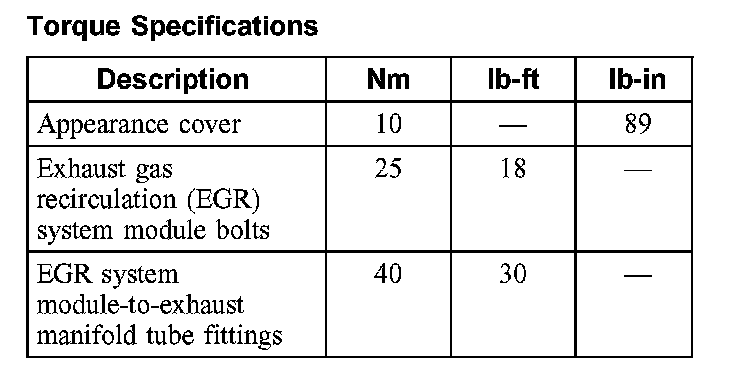 Torque Specifications
Description Nm lb-ft lb-in
Appearance cover 10 — 89
Exhaust gas 25 18 —
recirculation (EGR)
system module bolts
EGR system 40 30 —
module-to-exhaust
manifold tube fittings